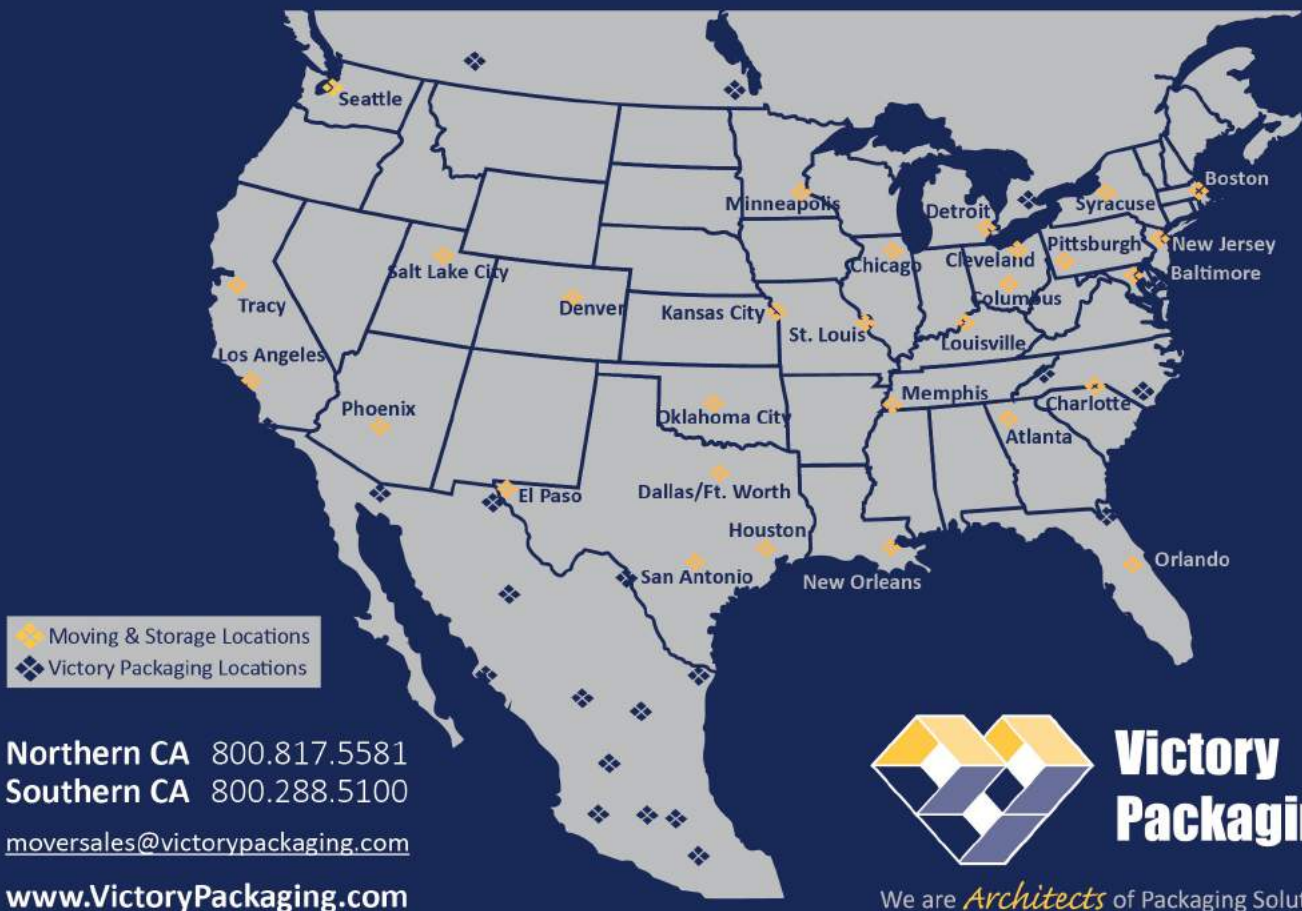 Seattle
Boston
Minneapolis
Detroit
Syracuse
Pittsburgh
New Jersey
Salt Lake City
Chicago
Cleveland
Baltimore
Tracy
Denver
Kansas City
Columbus
St. Louis
Louisville
Los Angeles
Memphis
Phoenix
Oklahoma City
Charlotte
Atlanta
El Paso
Dallas/Ft. Worth
Houston
San Antonio
New Orleans
Orlando
Moving & Storage Locations
Victory Packaging Locations
Northern CA 800.817.5581
Southern CA 800.288.5100
moversales@victorypackaging.com
www.VictoryPackaging.com
Victory
Packagin
We are Architects of Packaging Solut